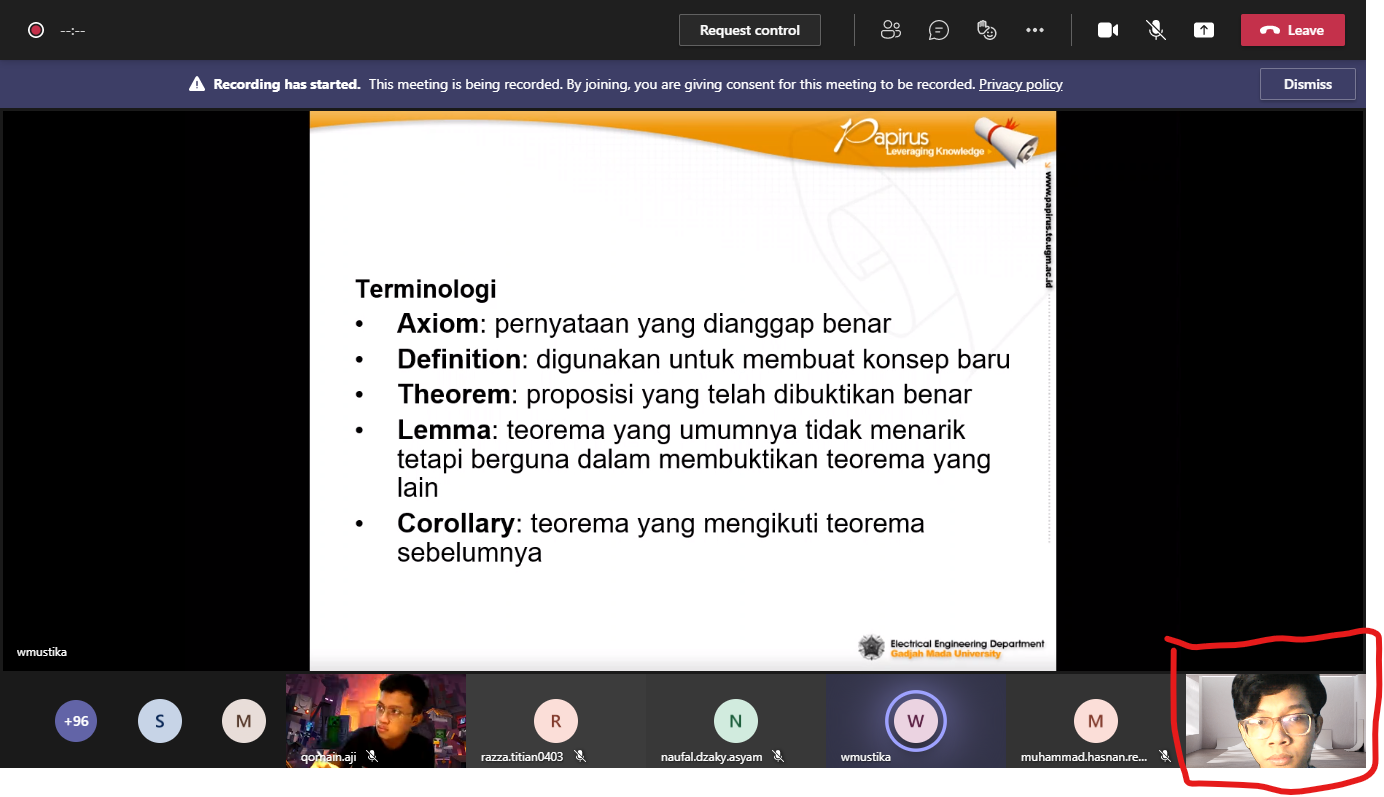 --:--
Request control
Leave
Recording has started. This meeting is being recorded. By joining, you are giving consent for this meeting to be recorded. Privacy policy
Dismiss
Papirus
Leveraging Knowledge
www.papirus.te.ugm.ac.id
Terminologi
• Axiom: pernyataan yang dianggap benar
• Definition: digunakan untuk membuat konsep baru
• Theorem: proposisi yang telah dibuktikan benar
• Lemma: teorema yang umumnya tidak menarik
tetapi berguna dalam membuktikan teorema yang
lain
• Corollary: teorema yang mengikuti teorema
sebelumnya
Electrical Engineering Department
Gadjah Mada University
wmustika
+96
S
M
R
N
W
M
qomain.aji
razza.titian0403
naufal.dzaky.asyam
wmustika
muhammad.hasnan.re...